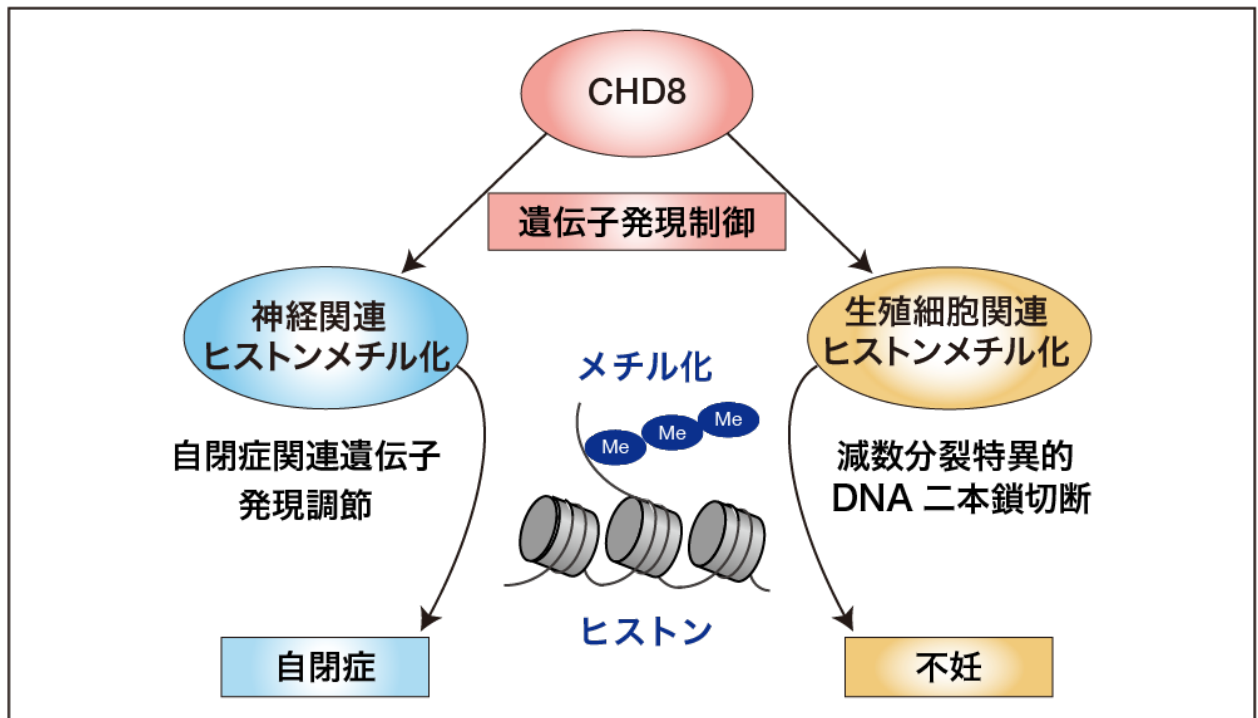 CHD8
遺伝子発現制御
神経関連
ヒストンメチル化
生殖細胞関連
ヒストンメチル化
メチル化
Me
Me
Me
自閉症関連遺伝子
発現調節
減数分裂特異的
DNA 二本鎖切断
ヒストン
自閉症
不妊